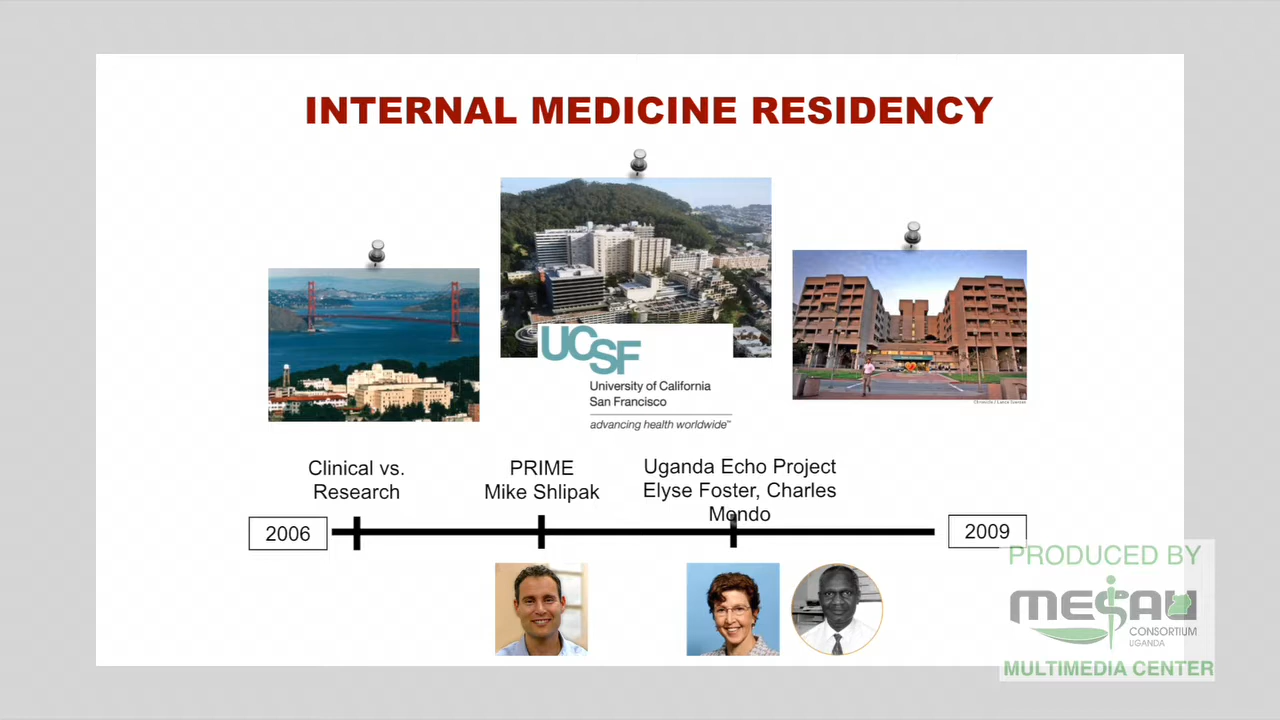 INTERNAL MEDICINE RESIDENCY
UCSF
University of California
San Francisco
advancing health worldwide™
Clinical vs.
Research
PRIME
Mike Shlipak
Uganda Echo Project
Elyse Foster, Charles
Mondo
2006
2009
PRODUCED BY
MESAU
CONSORTIUM
UGANDA
MULTIMEDIA CENTER